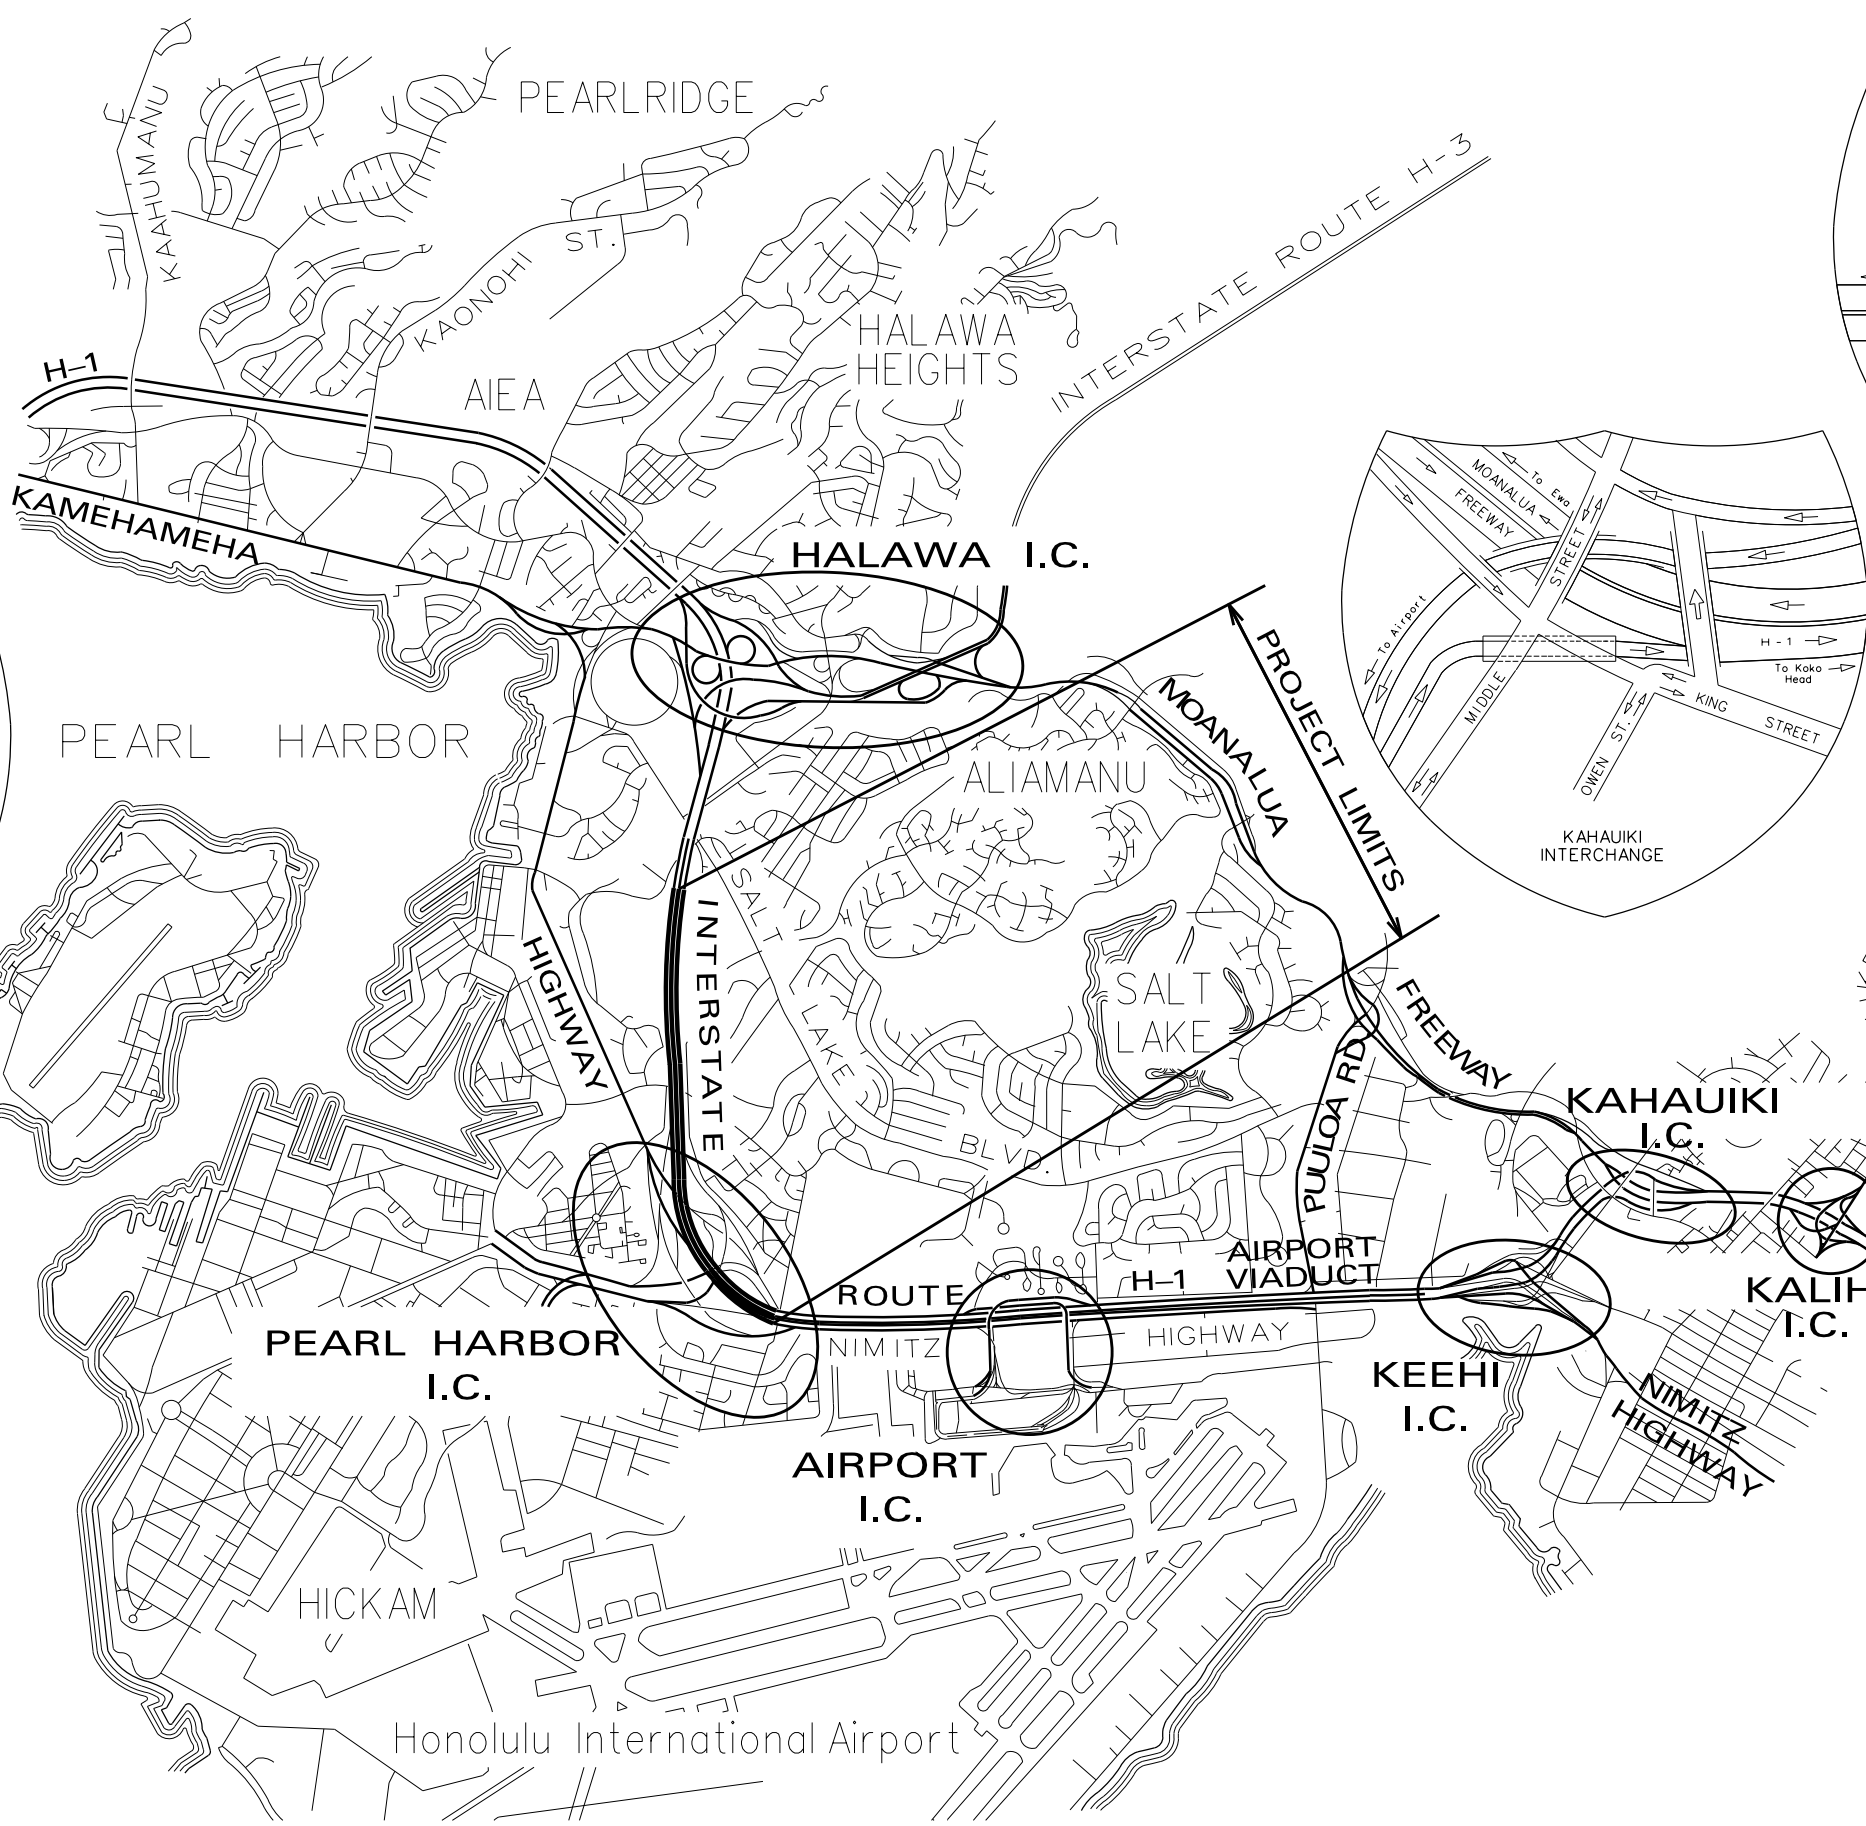 KAAHUMANU
PEARLRIDGE
KAONOHI ST.
INTERSTATE ROUTE H-3
HALAWA
HEIGHTS
H-1
AIEA
KAMEHAMEHA
HALAWA I.C.
PEARL HARBOR
PROJECT LIMITS
MOANALUA
ALIAMANU
To Ewa
MOANALUA
FREEWAY
STREET
To Airport
MIDDLE
H-1
To Koko
Head
KING STREET
OWEN ST.
KAHAUIKI
INTERCHANGE
SALT LAKE BLVD.
INTERSTATE
HIGHWAY
SALT
LAKE
FREEWAY
PUULOA RD
KAHAUIKI
I.C.
AIRPORT
VIADUCT
ROUTE H-1
KALIH
I.C.
PEARL HARBOR
I.C.
NIMITZ HIGHWAY
KEEHI
I.C.
NIMITZ
HIGHWAY
AIRPORT
I.C.
HICKAM
Honolulu International Airport